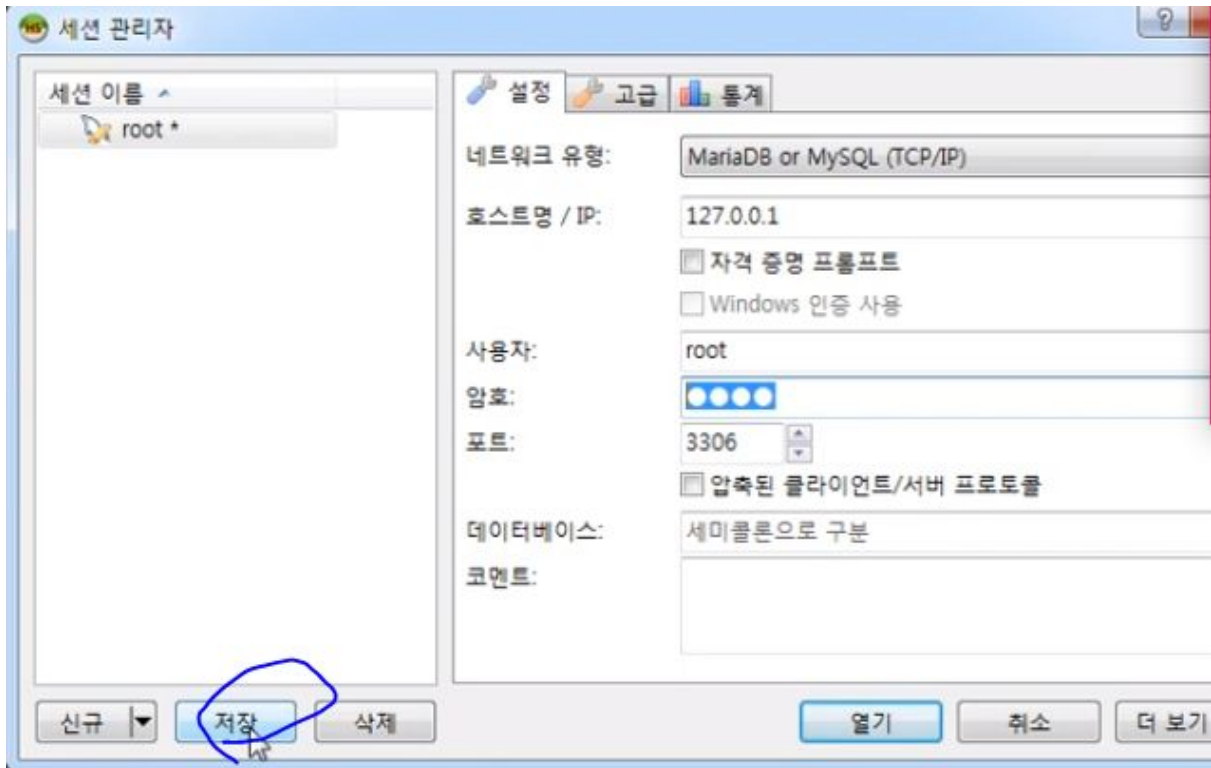 HS 세션 관리자
세션 이름
root *
설정 고급 통계
네트워크 유형: MariaDB or MySQL (TCP/IP)
호스트명 / IP: 127.0.0.1
자격 증명 프롬프트
Windows 인증 사용
사용자: root
암호: ●●●●
포트: 3306
압축된 클라이언트/서버 프로토콜
데이터베이스: 세미콜론으로 구분
코멘트:
신규 저장 삭제 열기 취소 더 보기